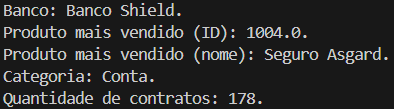 Banco: Banco Shield.
Produto mais vendido (ID): 1004.0.
Produto mais vendido (nome): Seguro Asgard.
Categoria: Conta.
Quantidade de contratos: 178.